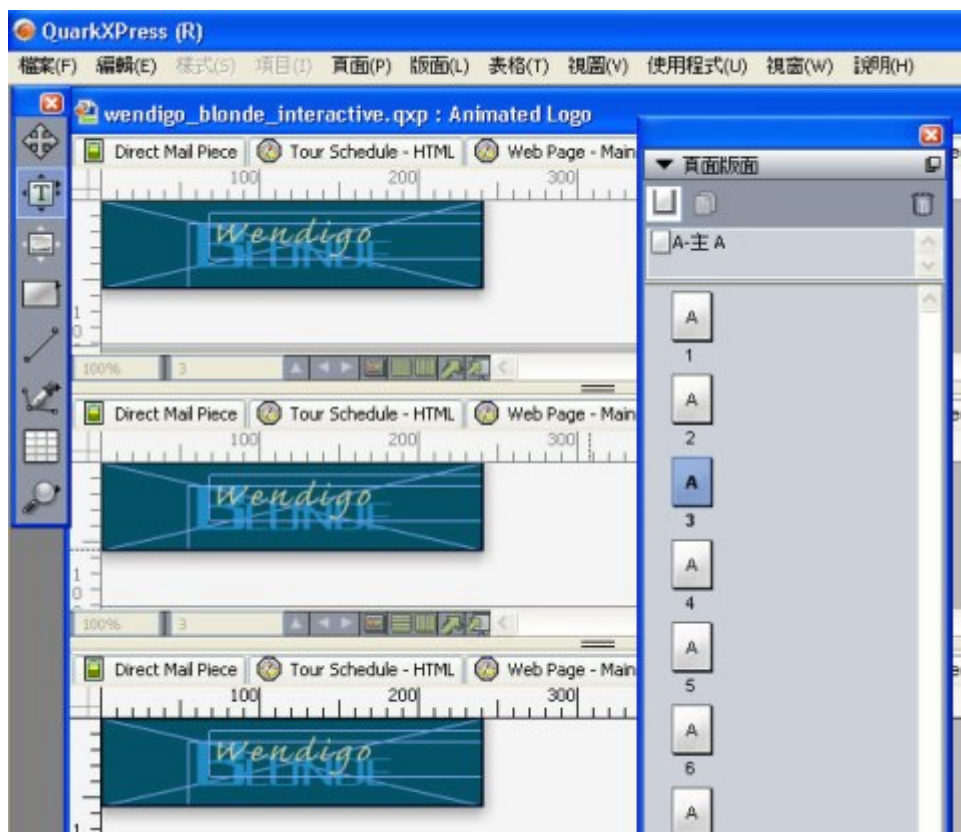 QuarkXPress (R)
檔案(F) 編輯(E) 樣式(S) 項目(I) 頁面(P) 版面(L) 表格(T) 視圖(V) 使用程式(U) 視窗(W) 說明(H)
wendigo_blonde_interactive.qxp : Animated Logo
Direct Mail Piece Tour Schedule - HTML Web Page - Main
100 200 300
Wendigo
BLONDE
100% 3
Direct Mail Piece Tour Schedule - HTML Web Page - Main
100 200 300
Wendigo
BLONDE
100% 3
Direct Mail Piece Tour Schedule - HTML Web Page - Main
100 200 300
Wendigo
BLONDE
頁面版面
A-主 A
A
1
A
2
A
3
A
4
A
5
A
6
A